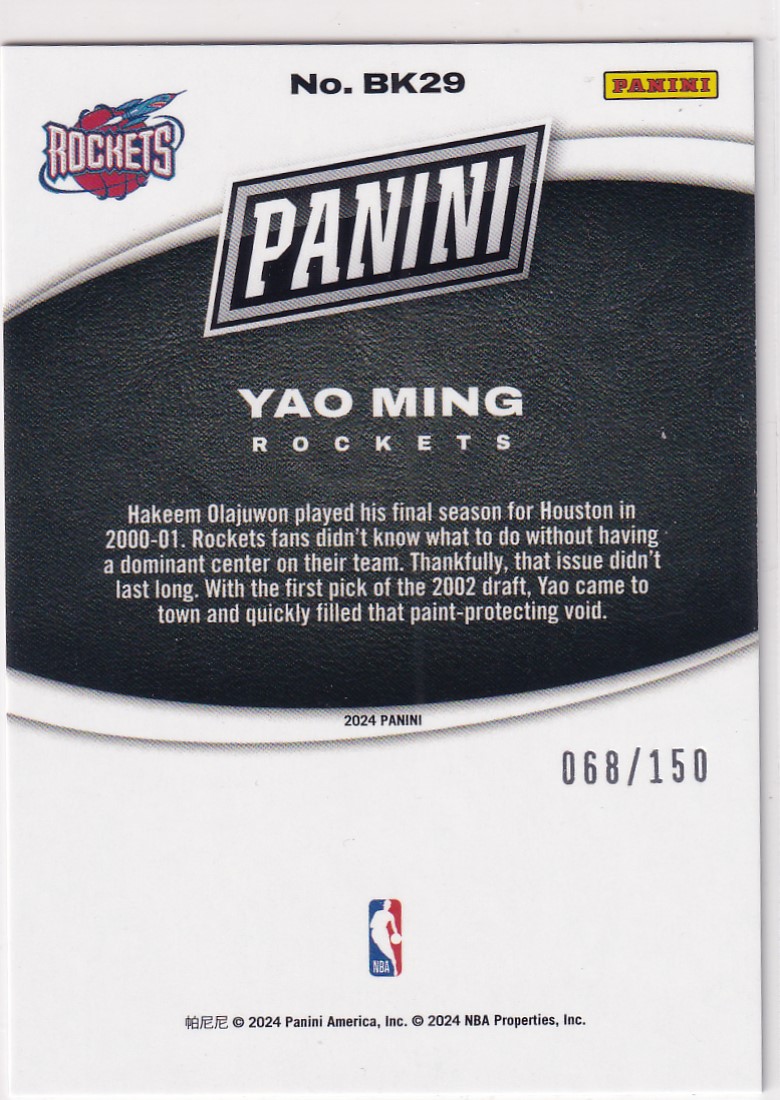 No. BK29
PANINI
ROCKETS
PANINI
YAO MING
ROCKETS
Hakeem Olajuwon played his final season for Houston in
2000-01. Rockets fans didn't know what to do without having
a dominant center on their team. Thankfully, that issue didn't
last long. With the first pick of the 2002 draft, Yao came to
town and quickly filled that paint-protecting void.
2024 PANINI
068/150
NBA
帕尼尼 © 2024 Panini America, Inc. © 2024 NBA Properties, Inc.